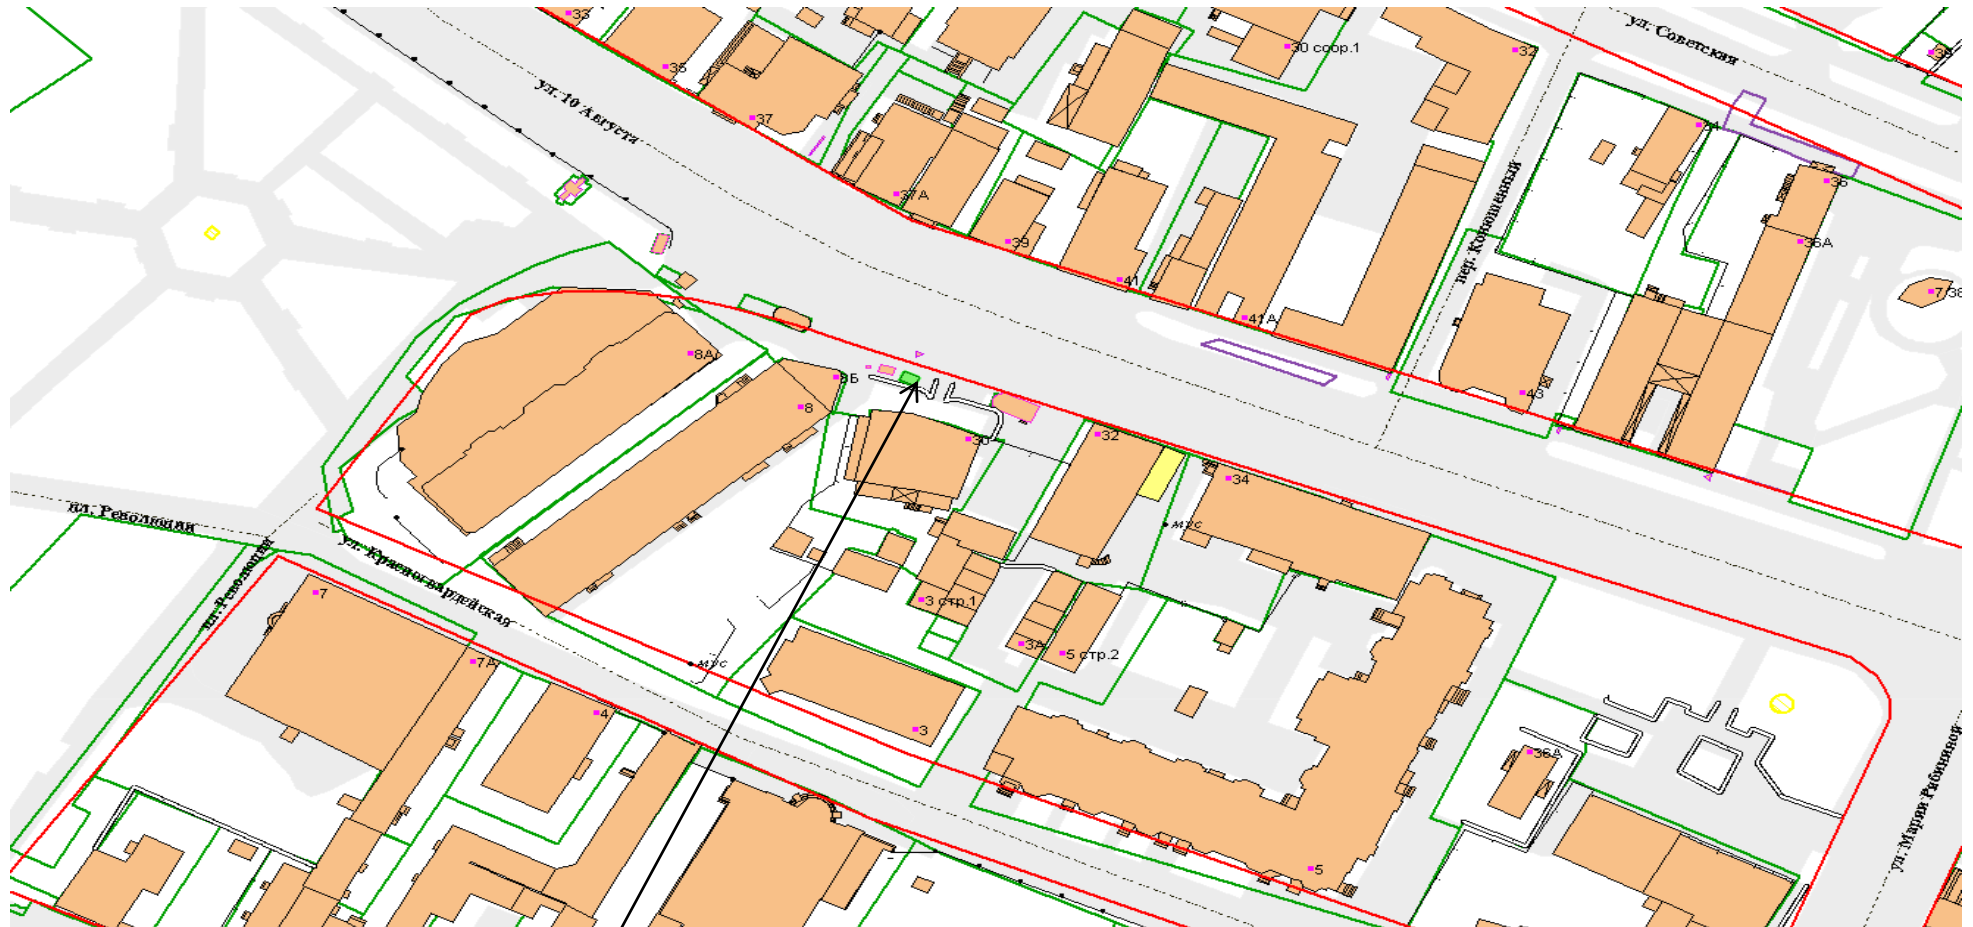 33
ул. Советская
38
30 соор.1
32
35
ул. 10 Августа
37
34
37А
36
пер. Конюшенный
39
36А
41
7/38
41А
8А
8Б
43
8
32
30
34
пл. Революции
МУС
ул. Красногвардейская
пл. Революции
7
3 стр.1
3А
5 стр.2
7А
МУС
4
3
36А
ул. Марии Рябининой
5